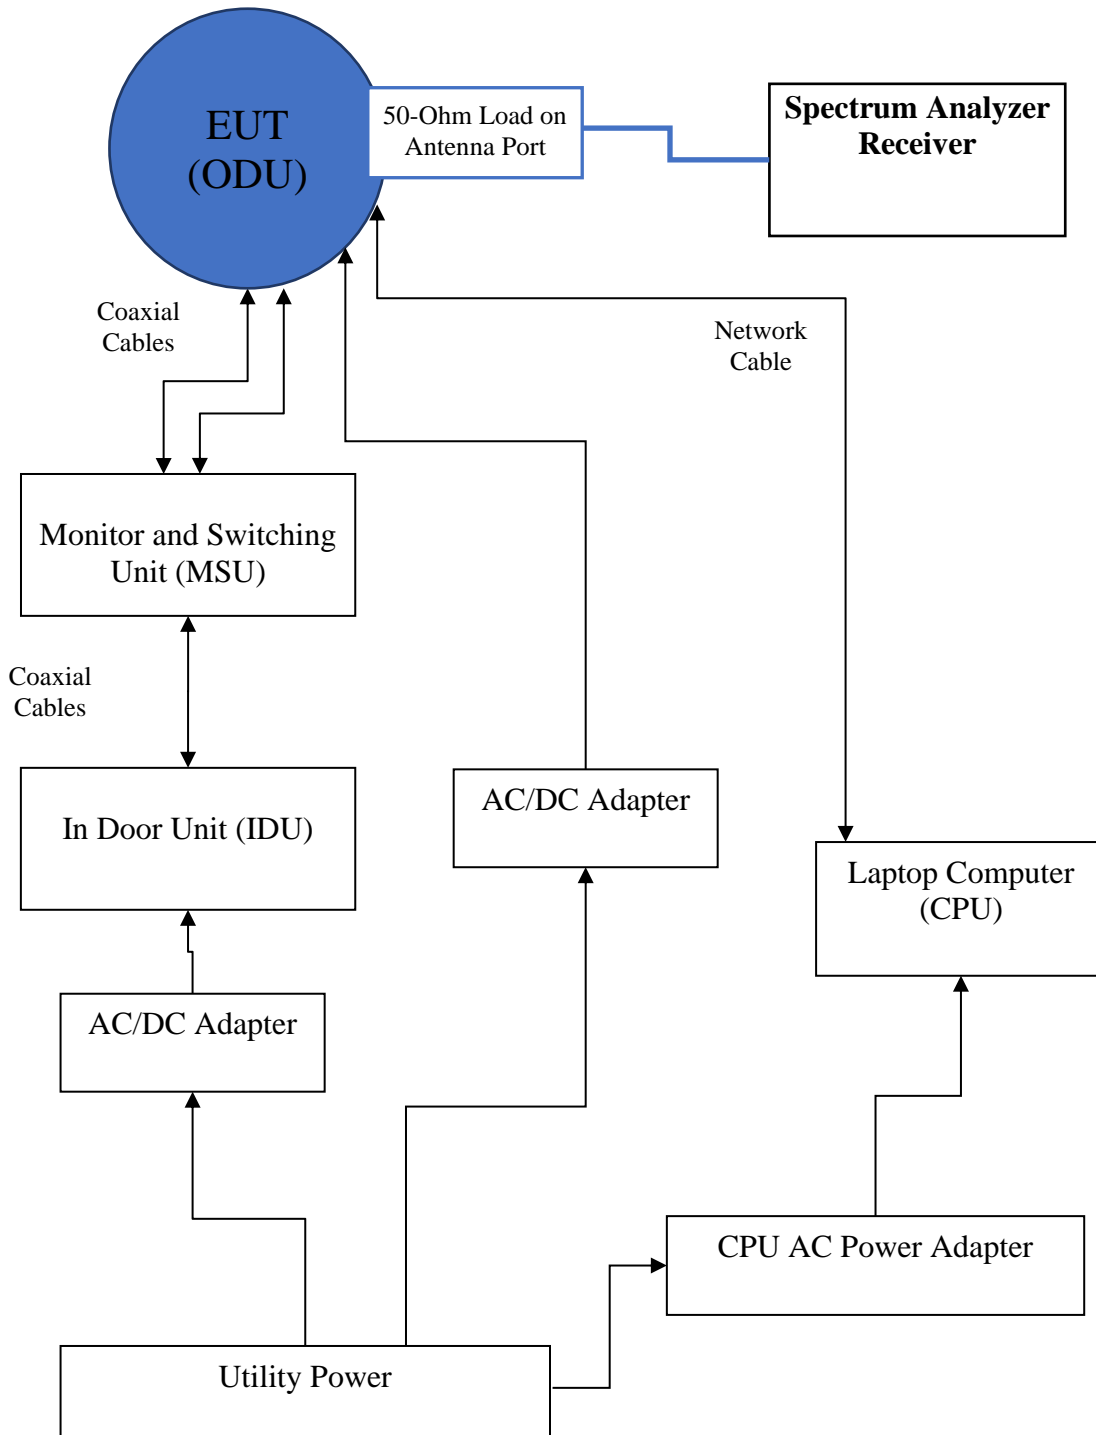 EUT
(ODU)
50-Ohm Load on
Antenna Port
Spectrum Analyzer
Receiver
Coaxial
Cables
Network
Cable
Monitor and Switching
Unit (MSU)
Coaxial
Cables
AC/DC Adapter
In Door Unit (IDU)
Laptop Computer
(CPU)
AC/DC Adapter
CPU AC Power Adapter
Utility Power